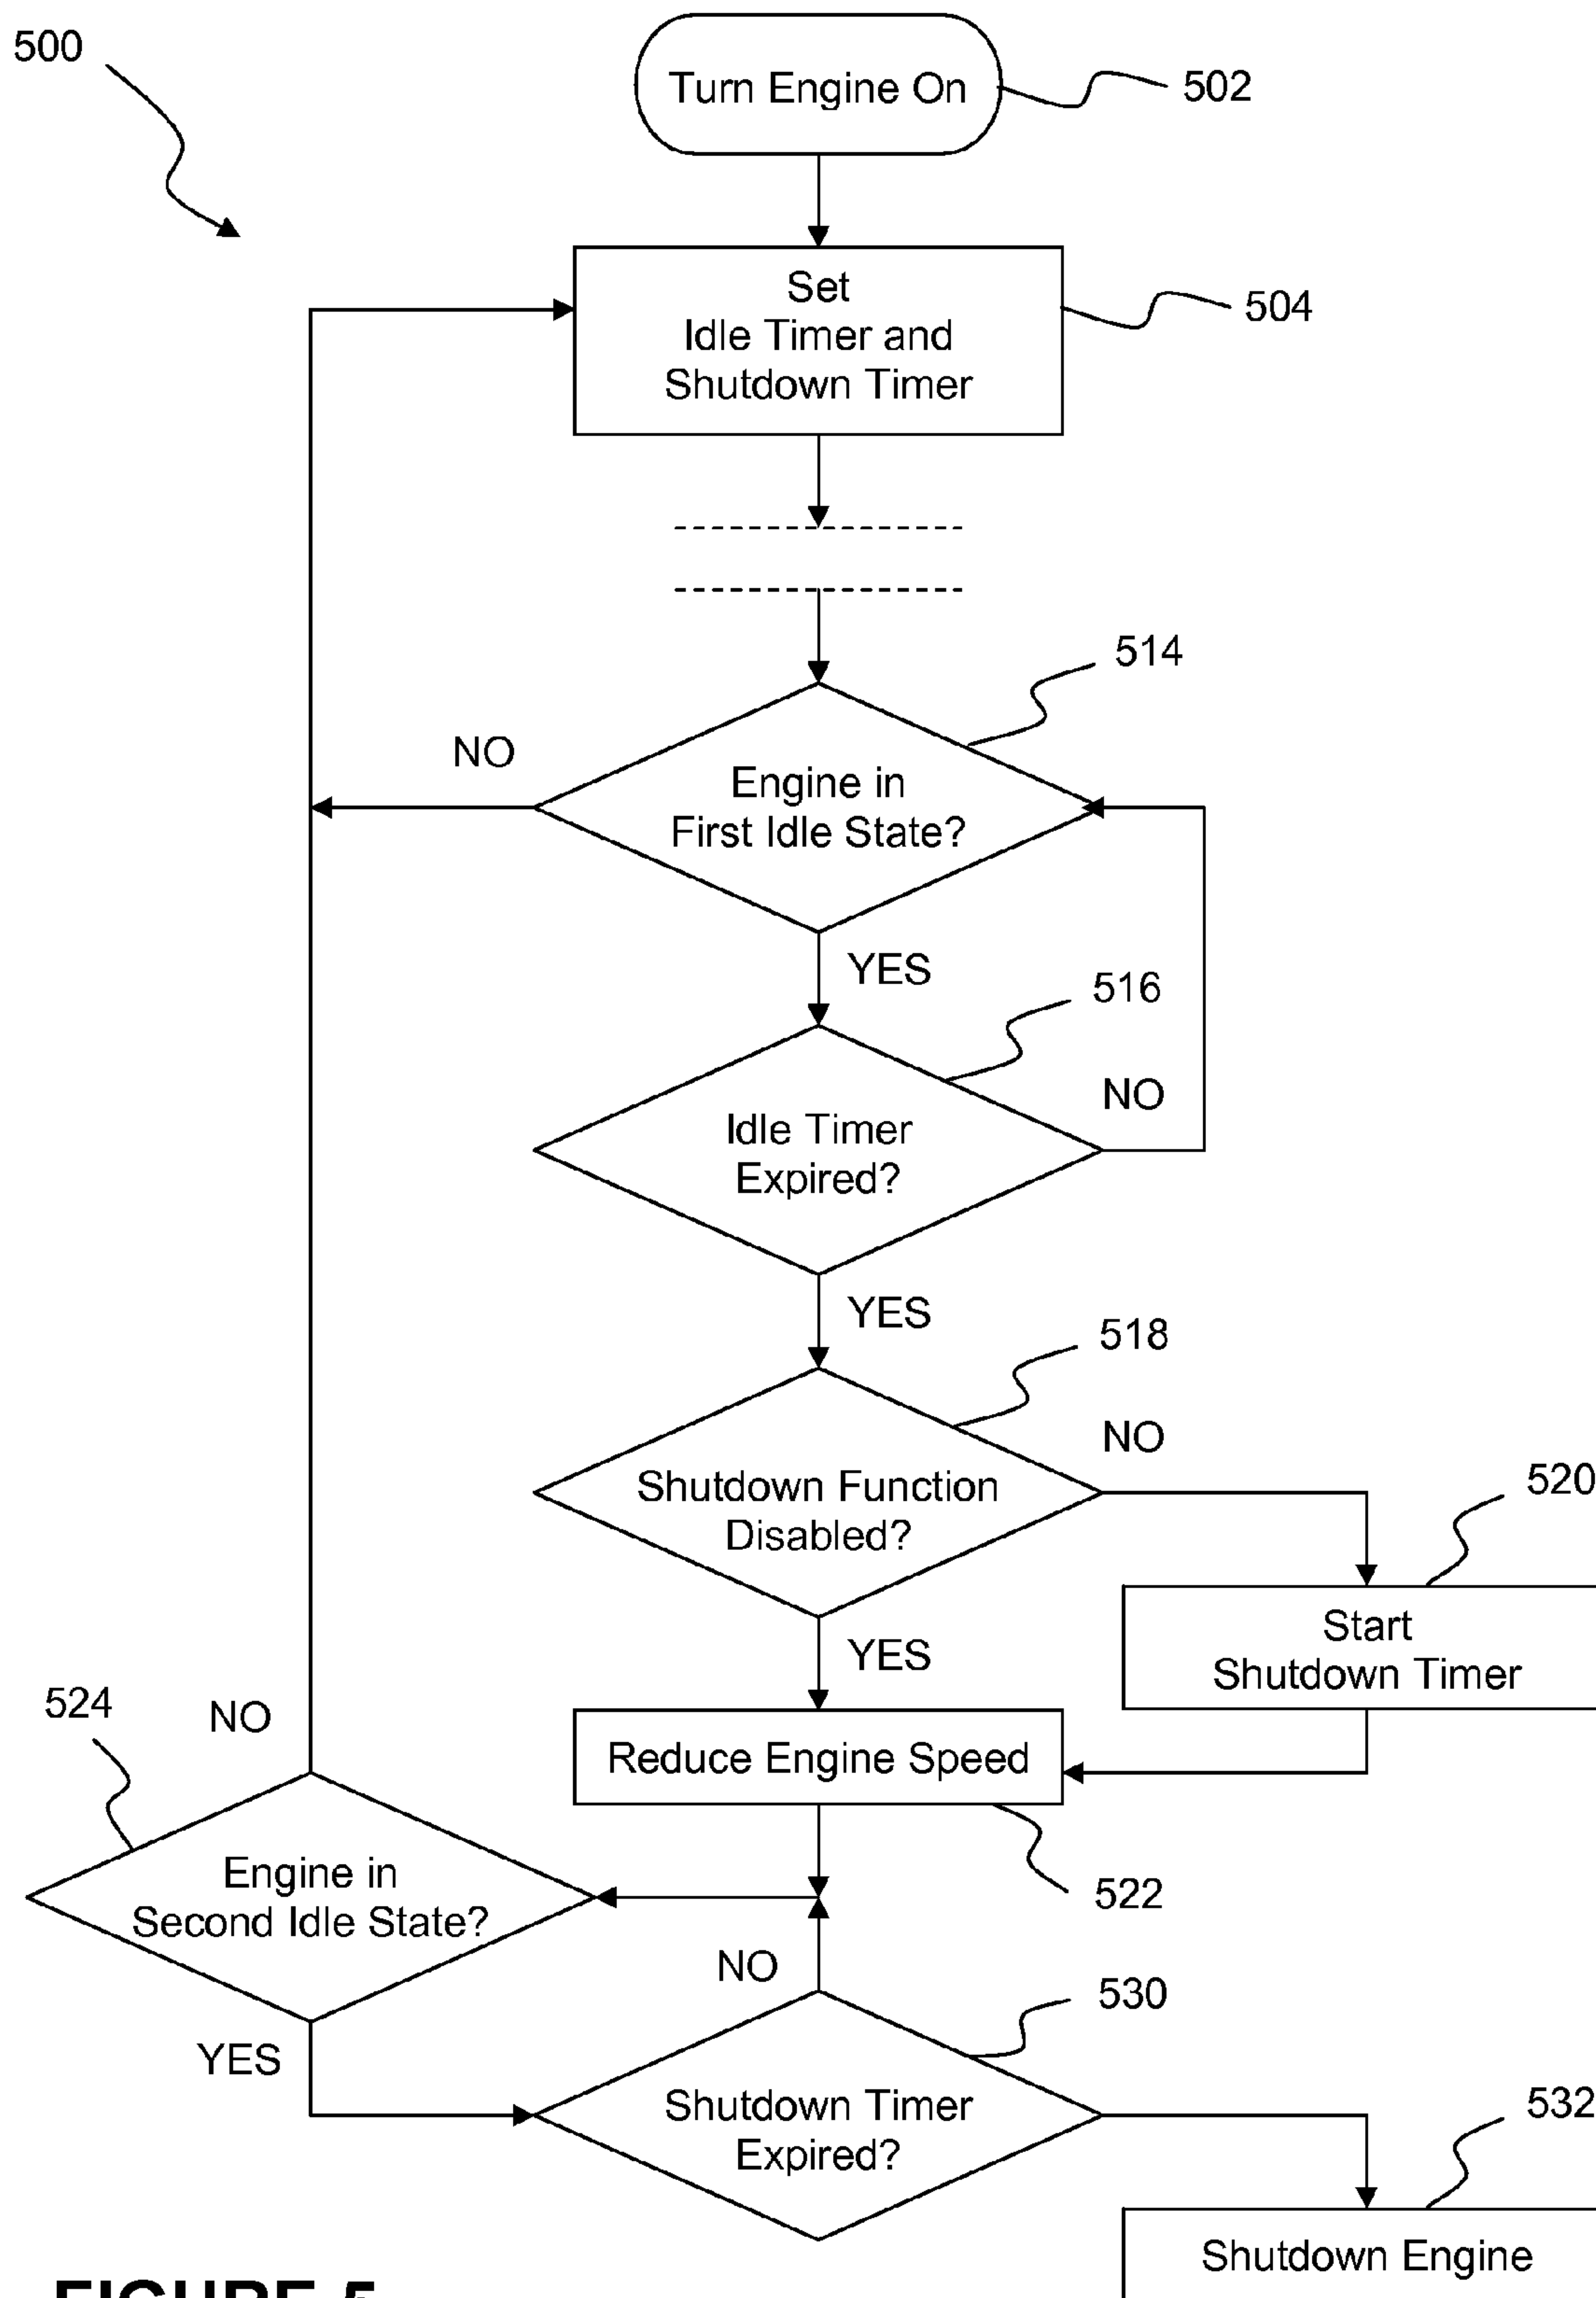 500
Turn Engine On
502
Set
Idle Timer and
Shutdown Timer
504
514
NO
Engine in
First Idle State?
YES
516
NO
Idle Timer
Expired?
YES
518
NO
Shutdown Function
Disabled?
520
Start
Shutdown Timer
YES
524
NO
Reduce Engine Speed
522
Engine in
Second Idle State?
NO
530
YES
Shutdown Timer
Expired?
532
Shutdown Engine
FIGURE 5